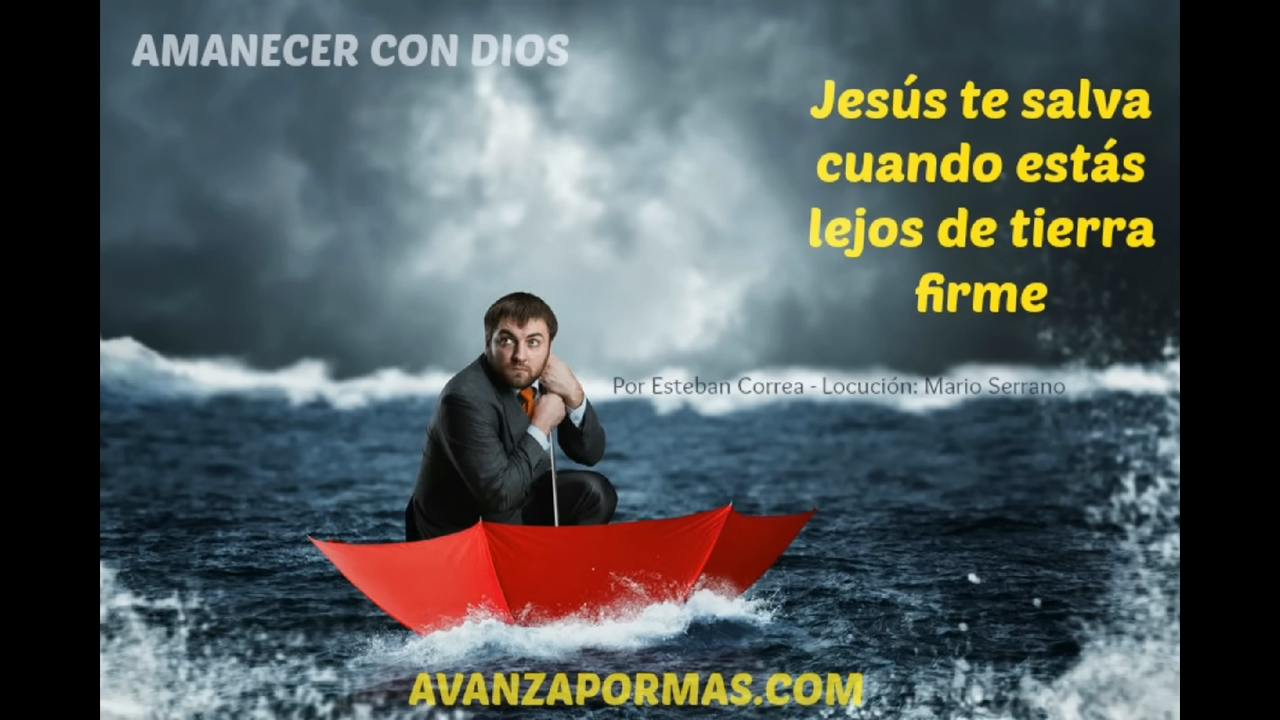 AMANECER CON DIOS
Jesús te salva
cuando estás
lejos de tierra
firme
Por Esteban Correa - Locución: Mario Serrano
AVANZAPORMAS.COM